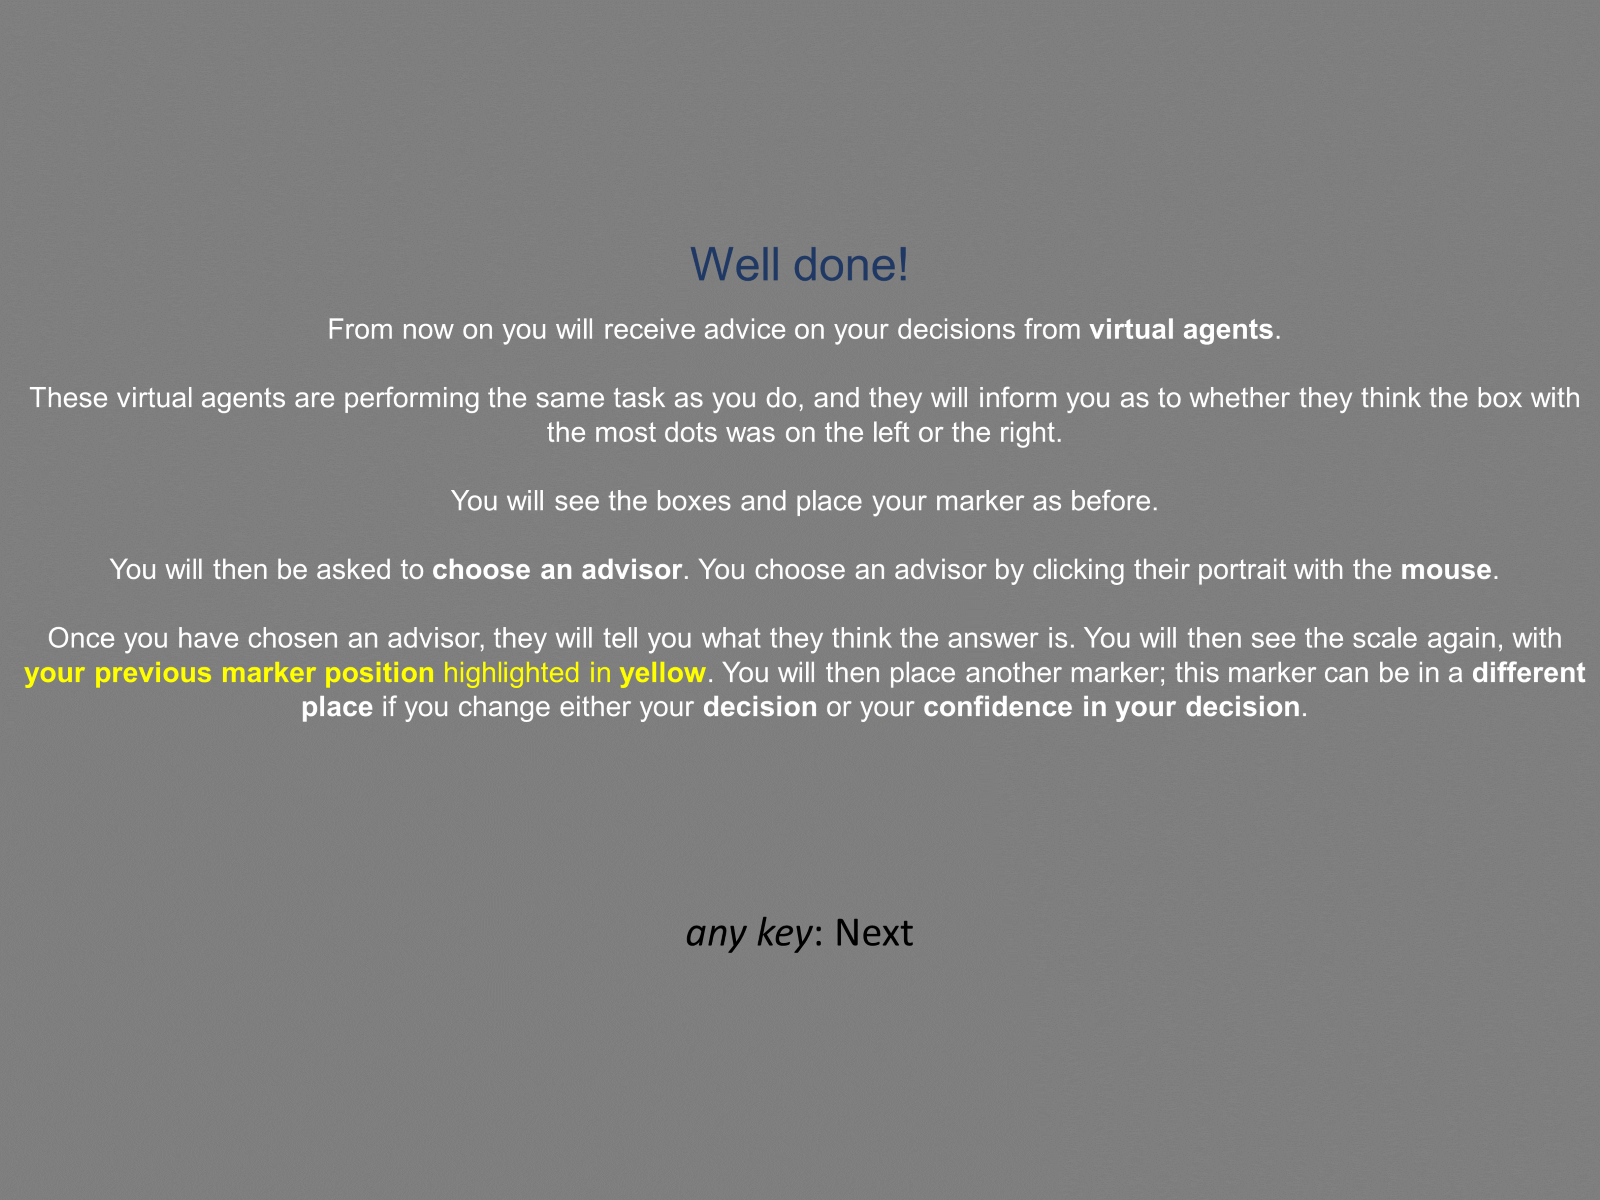 Well done!
From now on you will receive advice on your decisions from virtual agents.
These virtual agents are performing the same task as you do, and they will inform you as to whether they think the box with
the most dots was on the left or the right.
You will see the boxes and place your marker as before.
You will then be asked to choose an advisor. You choose an advisor by clicking their portrait with the mouse.
Once you have chosen an advisor, they will tell you what they think the answer is. You will then see the scale again, with
your previous marker position highlighted in yellow. You will then place another marker; this marker can be in a different
place if you change either your decision or your confidence in your decision.
any key: Next